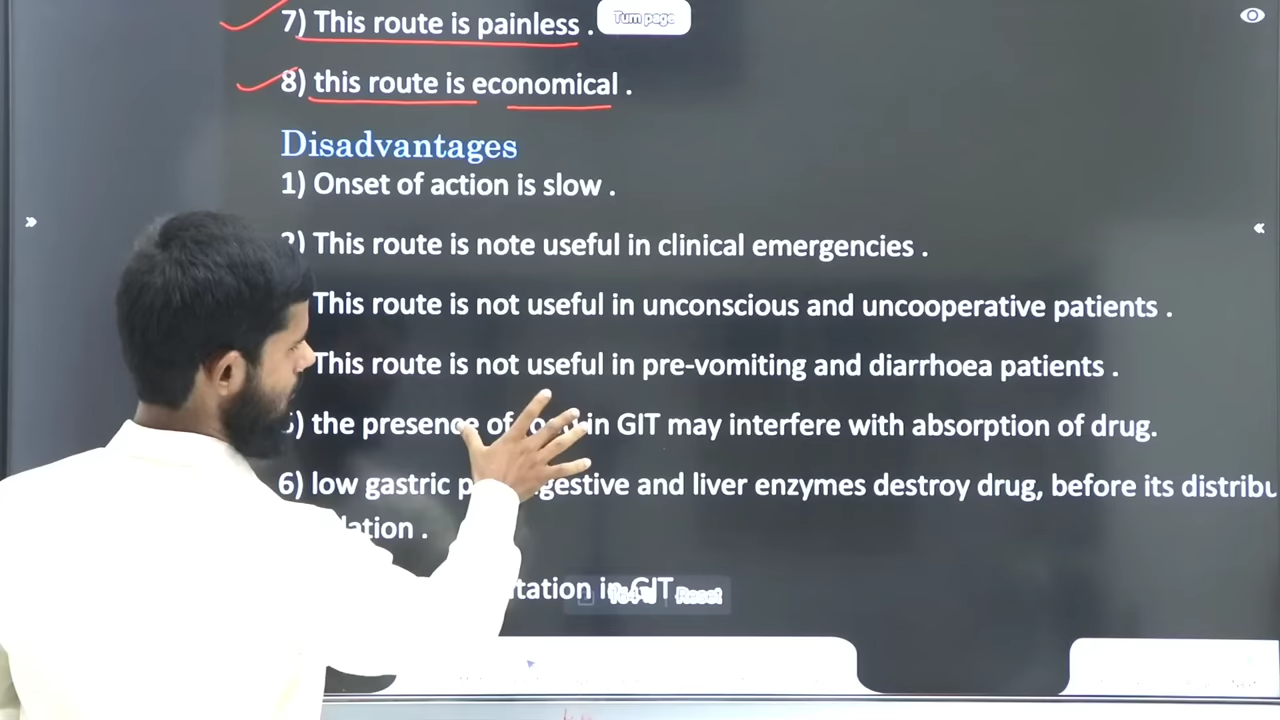 7) This route is painless .
Turn page
8) this route is economical .
Disadvantages
1) Onset of action is slow .
2) This route is note useful in clinical emergencies .
This route is not useful in unconscious and uncooperative patients .
This route is not useful in pre-vomiting and diarrhoea patients .
5) the presence of in GIT may interfere with absorption of drug.
6) low gastric and liver enzymes destroy drug, before its
in GIT.
Reset